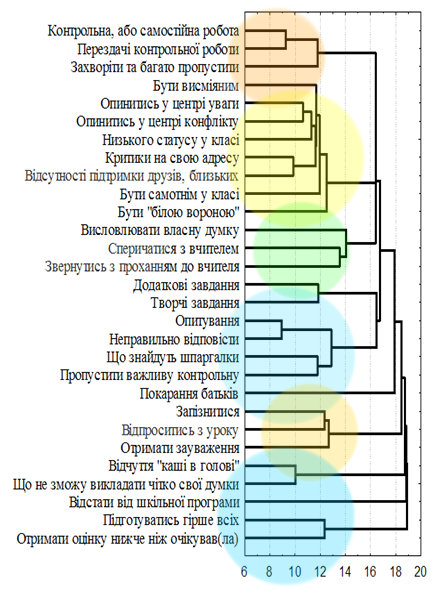 Контрольна, або самостійна робота
Перездачі контрольної роботи
Захворіти та багато пропустии
Бути висміяним
Опинитись у центрі уваги
Опинитись у центрі конфлікту
Низького статусу у класі
Критики на свою адресу
Відсутності підтримки друзів, близьких
Бути самотнім у класі
Бути "білою вороною"
Висловлювати власну думку
Сперечатися з вчителем
Звернутись з проханням до вчителя
Додаткові завдання
Творчі завдання
Опитування
Неправильно відповісти
Що знайдуть шпаргалки
Пропустити важливу контрольну
Покарання батьків
Запізнитися
Відпроситись з уроку
Отримати зауваження
Відчуття "каші в голові"
Що не зможу викладати чітко свої думки
Відстати від шкільної програми
Підготуватись гірше всіх
Отримати оцінку нижче ніж очікував(ла)
6 8 10 12 14 16 18 20